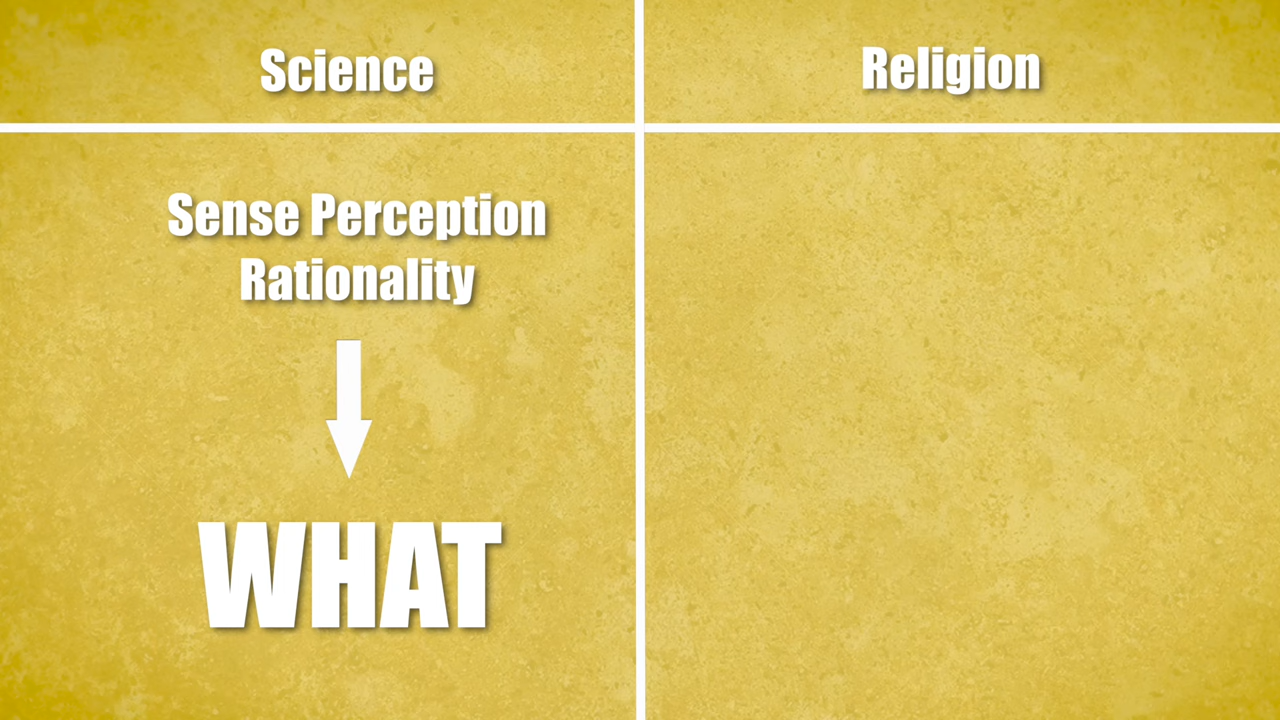 Science
Religion
Sense Perception
Rationality
WHAT